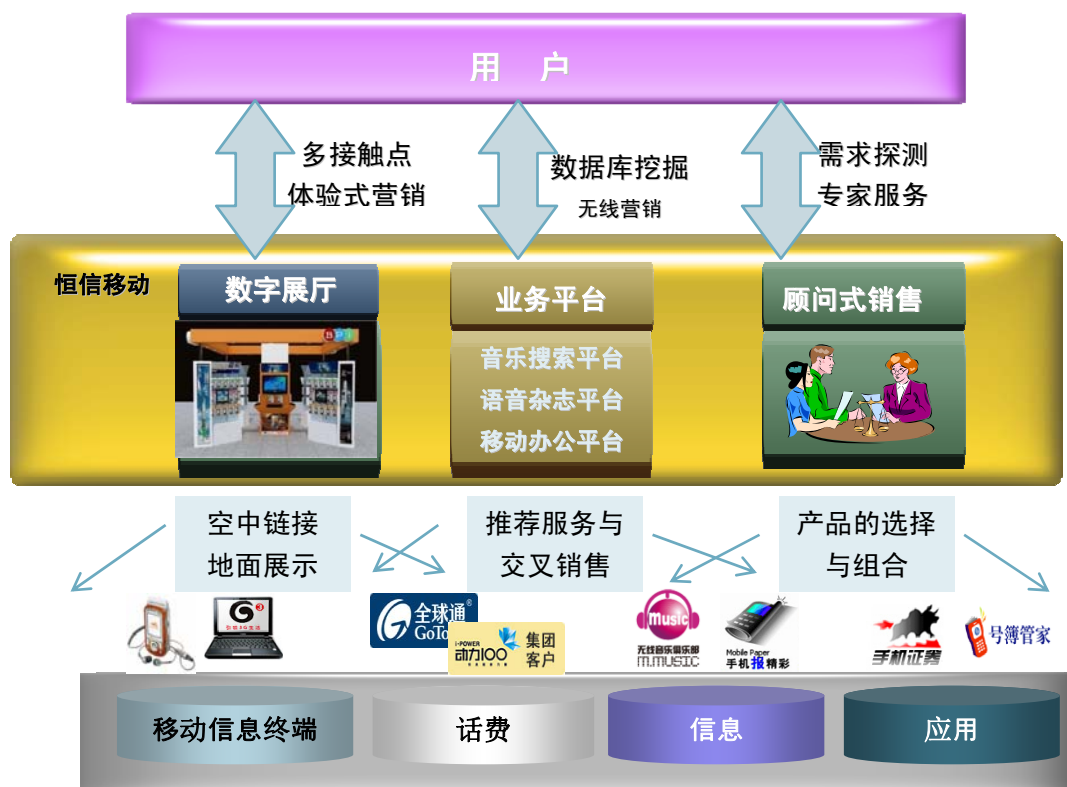 用 户
多接触点
体验式营销
数据库挖掘
无线营销
需求探测
专家服务
恒信移动
数字展厅
业务平台
顾问式销售
音乐搜索平台
语音杂志平台
移动办公平台
空中链接
地面展示
推荐服务与
交叉销售
产品的选择
与组合
G3
全球通®
GoTo
I-POWER
动力100
集团
客户
Music
无线音乐俱乐部
m.music
Mobile Paper
手机报精彩
手机证券
号簿管家
移动信息终端
话费
信息
应用